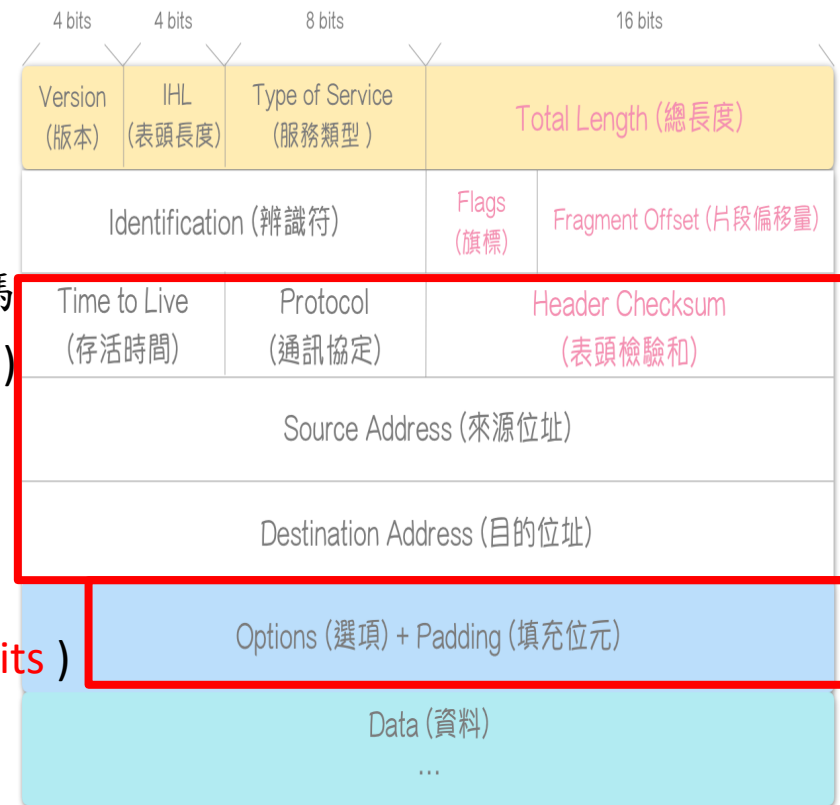 4 bits 4 bits 8 bits 16 bits
Version IHL Type of Service Total Length (總長度)
(版本) (表頭長度) (服務類型 )
Identification (辨識符) Flags Fragment Offset (片段偏移量)
(旗標)
Time to Live Protocol Header Checksum
(存活時間) (通訊協定) (表頭檢驗和)
)
Source Address (來源位址)
Destination Address (目的位址)
Options (選項) + Padding (填充位元)
its )
Data (資料)
...